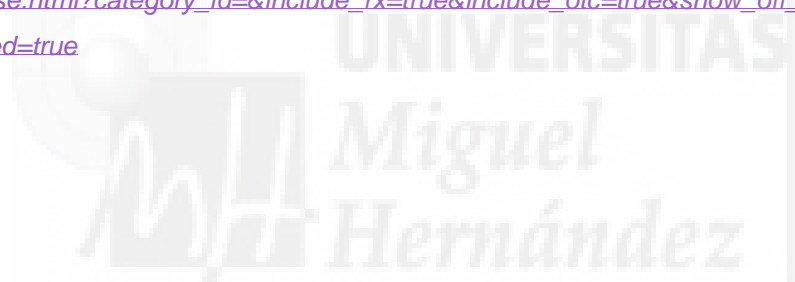 se.html?category_id=&include_rx=true&include_otc=true&show_off_
ed=true
UNIVERSITAS
Miguel
Hernández